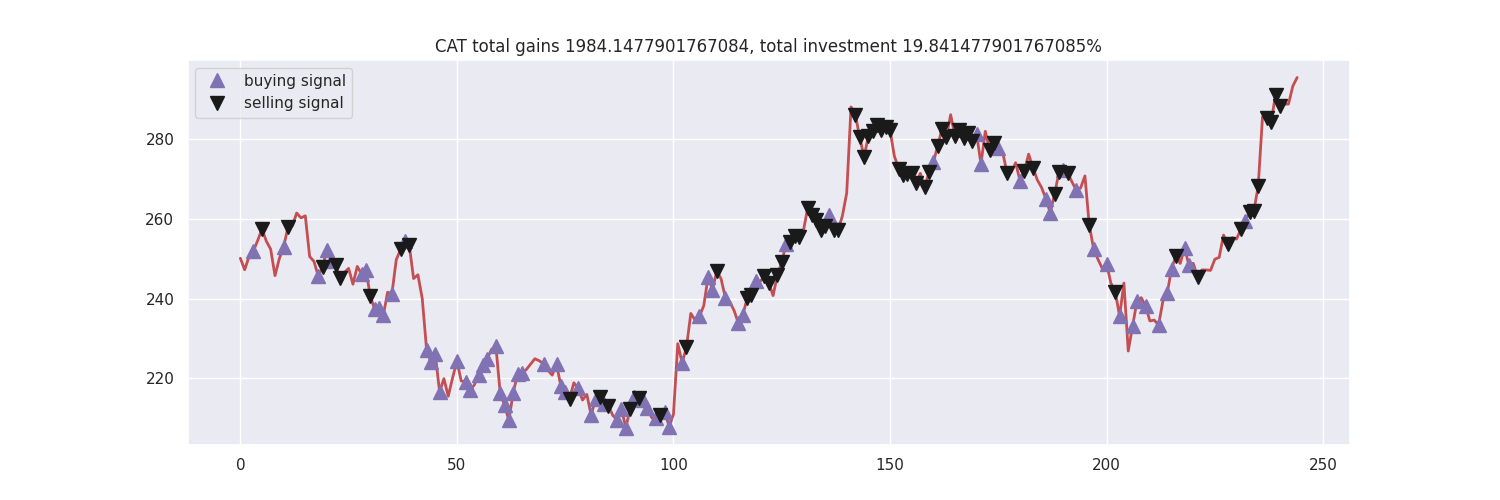 CAT total gains 1984.1477901767084, total investment 19.841477901767085%
buying signal
selling signal
280
260
240
220
0 50 100 150 200 250